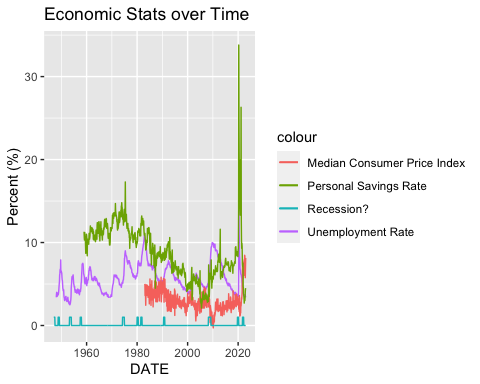 Economic Stats over Time
Percent (%)
30
20
10
0
1960 1980 2000 2020
DATE
colour
Median Consumer Price Index
Personal Savings Rate
Recession?
Unemployment Rate